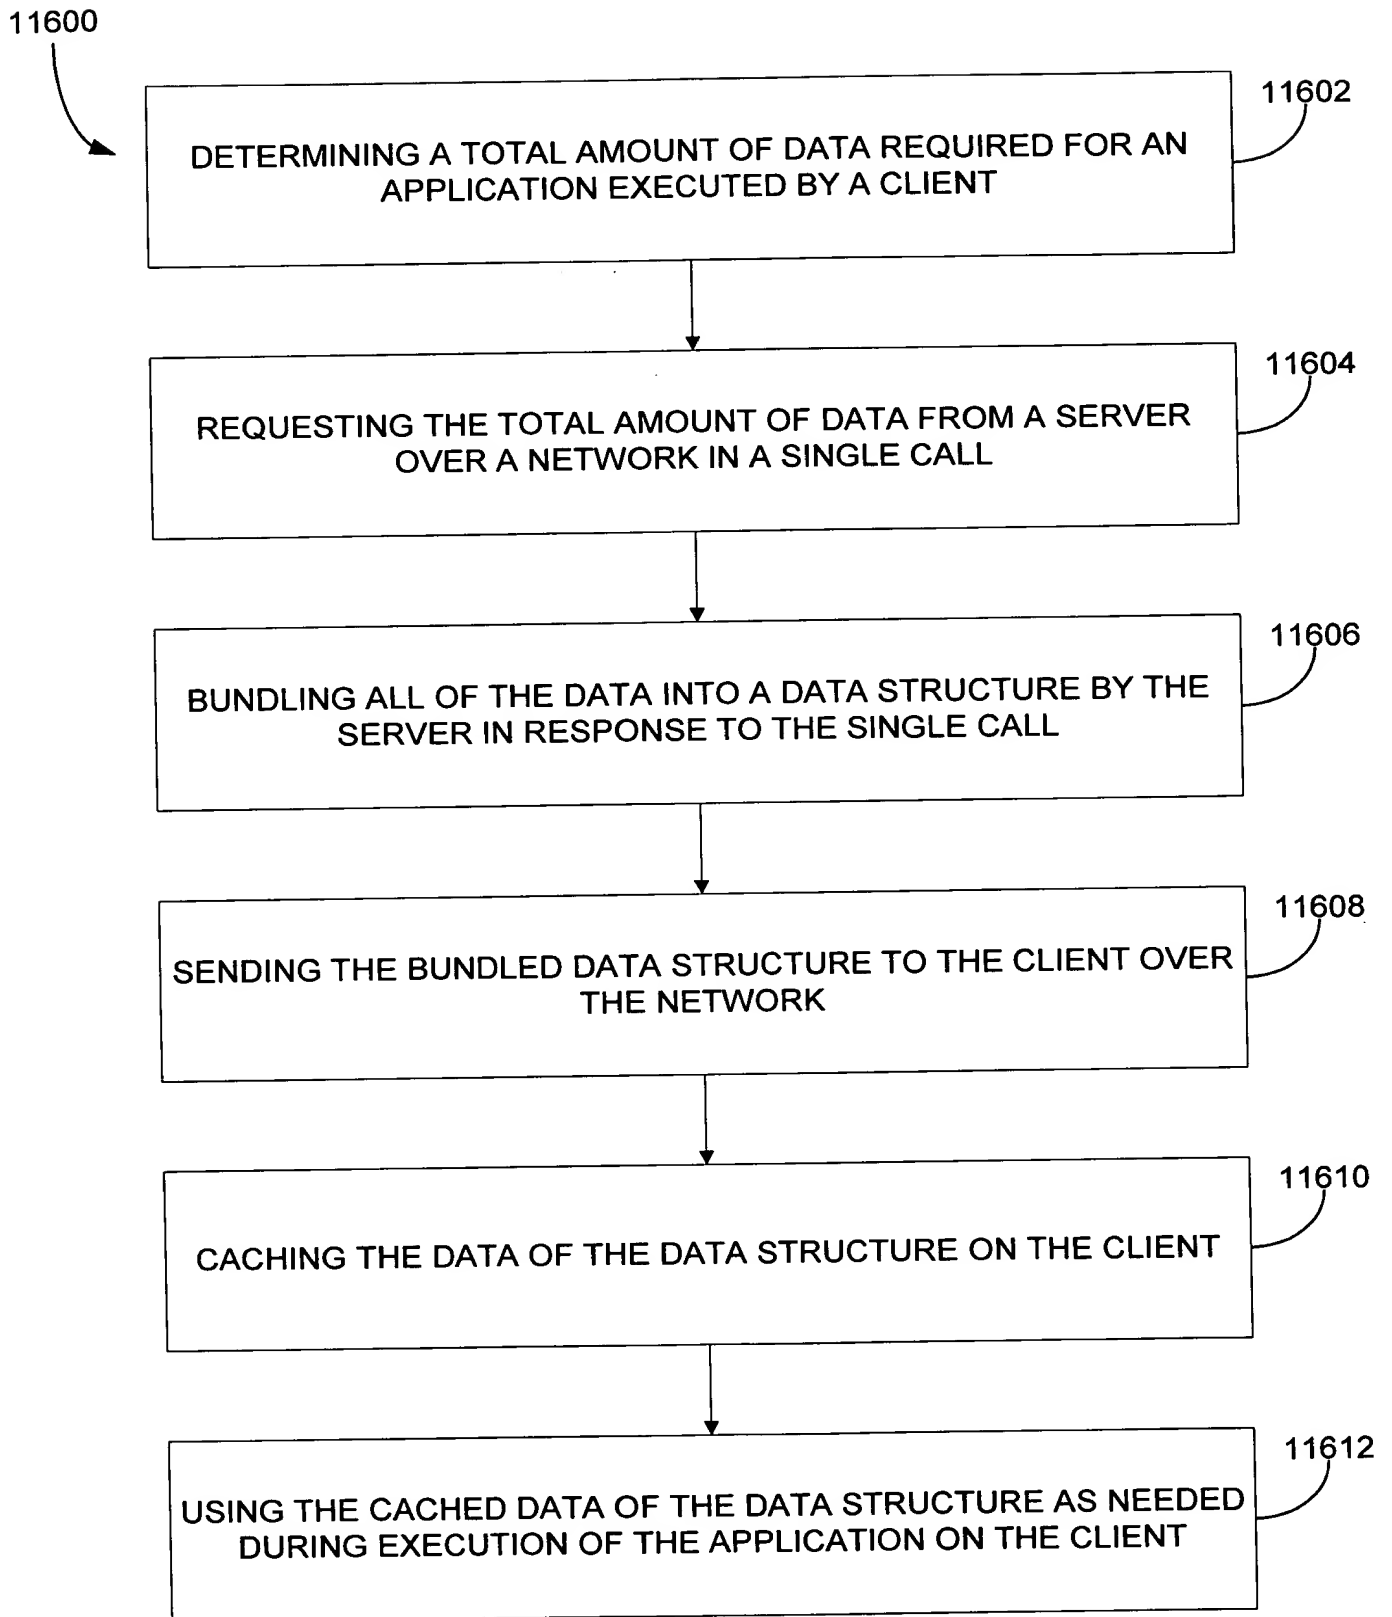 11600
11602
DETERMINING A TOTAL AMOUNT OF DATA REQUIRED FOR AN
APPLICATION EXECUTED BY A CLIENT
11604
REQUESTING THE TOTAL AMOUNT OF DATA FROM A SERVER
OVER A NETWORK IN A SINGLE CALL
11606
BUNDLING ALL OF THE DATA INTO A DATA STRUCTURE BY THE
SERVER IN RESPONSE TO THE SINGLE CALL
11608
SENDING THE BUNDLED DATA STRUCTURE TO THE CLIENT OVER
THE NETWORK
11610
CACHING THE DATA OF THE DATA STRUCTURE ON THE CLIENT
11612
USING THE CACHED DATA OF THE DATA STRUCTURE AS NEEDED
DURING EXECUTION OF THE APPLICATION ON THE CLIENT